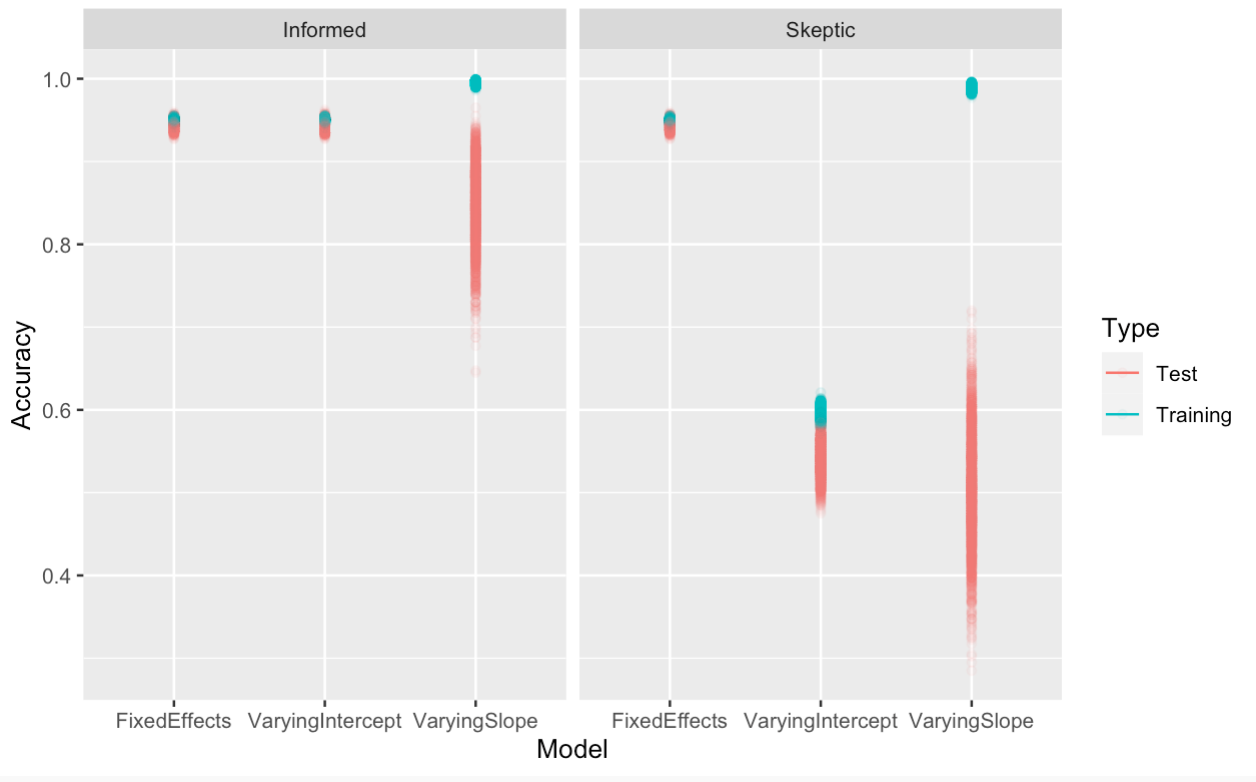 Informed
Skeptic
1.0
0.8
0.6
0.4
Accuracy
FixedEffects VaryingIntercept VaryingSlope
FixedEffects VaryingIntercept VaryingSlope
Model
Type
Test
Training